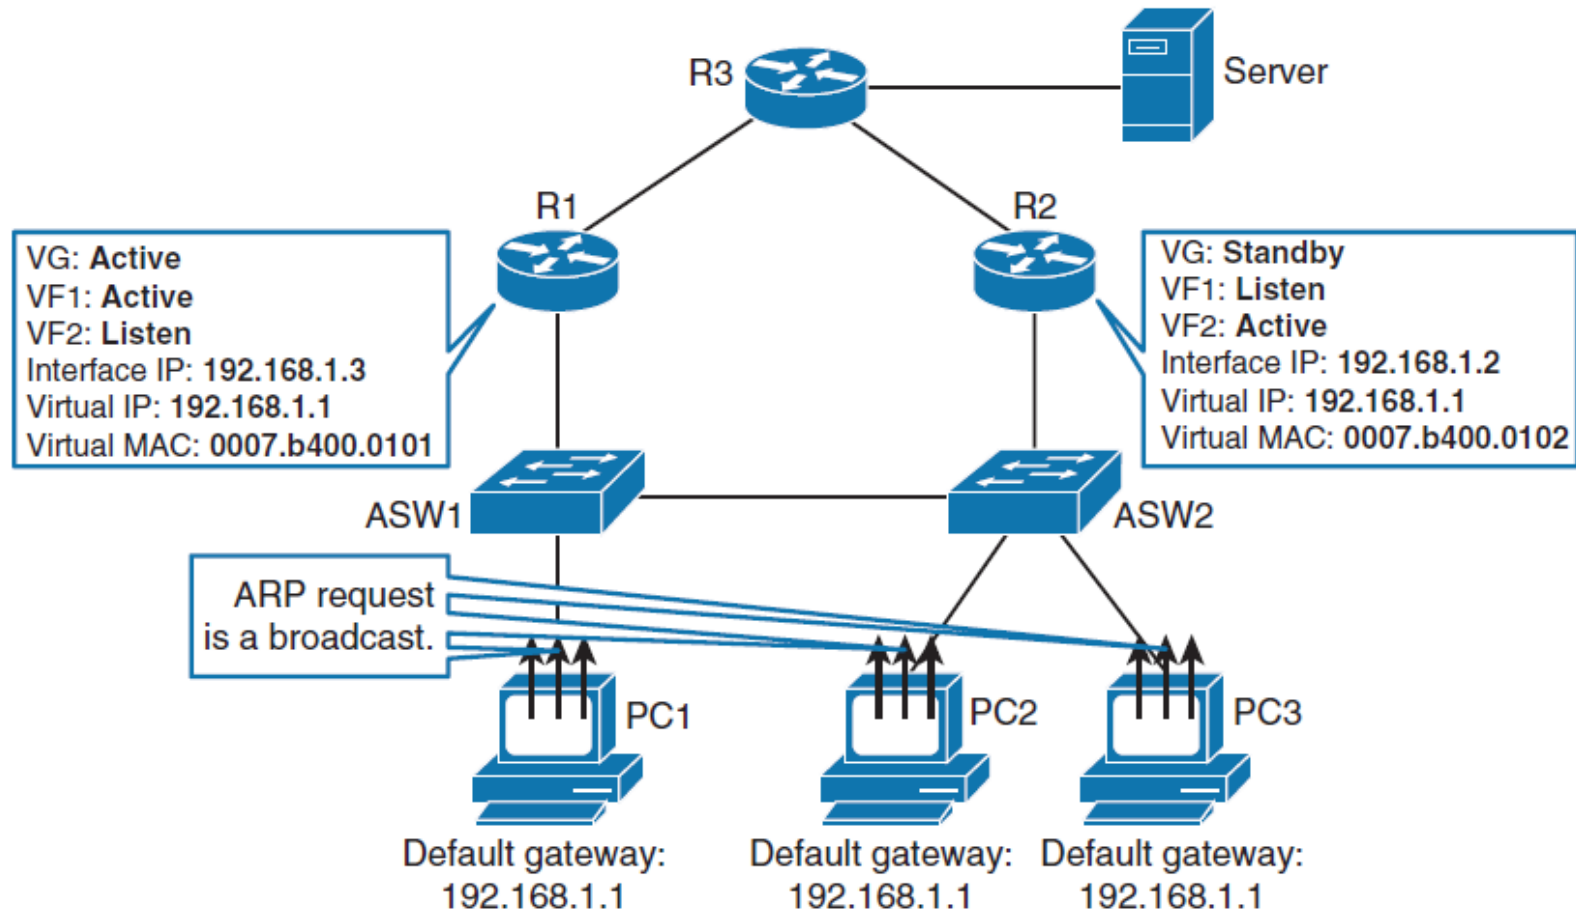 R3
Server
R1
R2
VG: Active
VF1: Active
VF2: Listen
Interface IP: 192.168.1.3
Virtual IP: 192.168.1.1
Virtual MAC: 0007.b400.0101
VG: Standby
VF1: Listen
VF2: Active
Interface IP: 192.168.1.2
Virtual IP: 192.168.1.1
Virtual MAC: 0007.b400.0102
ASW1
ASW2
ARP request
is a broadcast.
PC1
PC2
PC3
Default gateway:
192.168.1.1
Default gateway:
192.168.1.1
Default gateway:
192.168.1.1